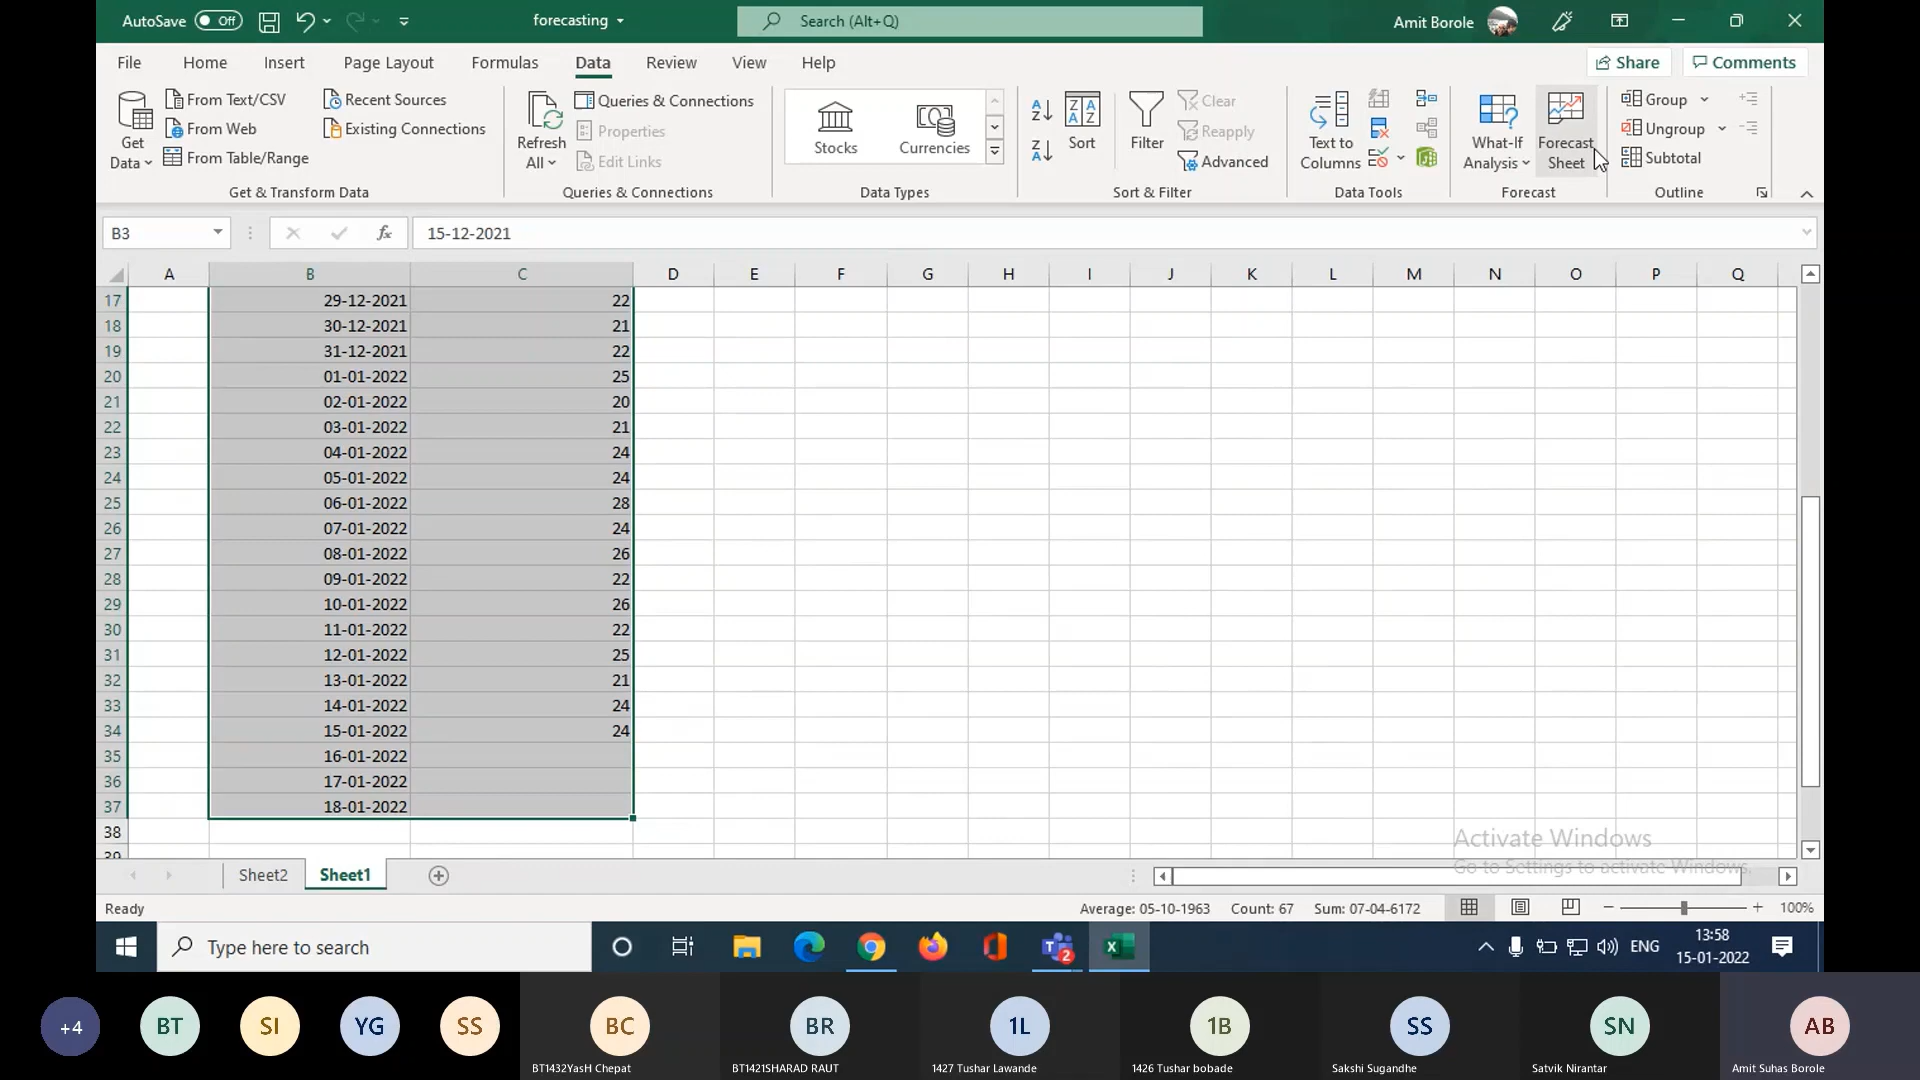 AutoSave Off forecasting Search (Alt+Q) Amit Borole
File Home Insert Page Layout Formulas Data Review View Help Share Comments
Get Data
From Text/CSV
From Web
From Table/Range
Recent Sources
Existing Connections
Get & Transform Data
Refresh All
Queries & Connections
Properties
Edit Links
Queries & Connections
Stocks Currencies
Data Types
A Z
Z A
Z A A Z
Sort
Filter
Clear
Reapply
Advanced
Sort & Filter
Text to Columns
Data Tools
What-If Analysis
Forecast Sheet
Forecast
Group
Ungroup
Subtotal
Outline
B3 fx 15-12-2021
A B C D E F G H I J K L M N O P Q
17 29-12-2021 22
18 30-12-2021 21
19 31-12-2021 22
20 01-01-2022 25
21 02-01-2022 20
22 03-01-2022 21
23 04-01-2022 24
24 05-01-2022 24
25 06-01-2022 28
26 07-01-2022 24
27 08-01-2022 26
28 09-01-2022 22
29 10-01-2022 26
30 11-01-2022 22
31 12-01-2022 25
32 13-01-2022 21
33 14-01-2022 24
34 15-01-2022 24
35 16-01-2022
36 17-01-2022
37 18-01-2022
38
39
Activate Windows
Go to Settings to activate Windows.
Sheet2 Sheet1
Ready Average: 05-10-1963 Count: 67 Sum: 07-04-6172 100%
Type here to search 2 ENG 13:58
15-01-2022
+4 BT SI YG SS BC BR 1L 1B SS SN AB
BT1432YasH Chepat BT1421SHARAD RAUT 1427 Tushar Lawande 1426 Tushar bobade Sakshi Sugandhe Satvik Nirantar Amit Suhas Borole